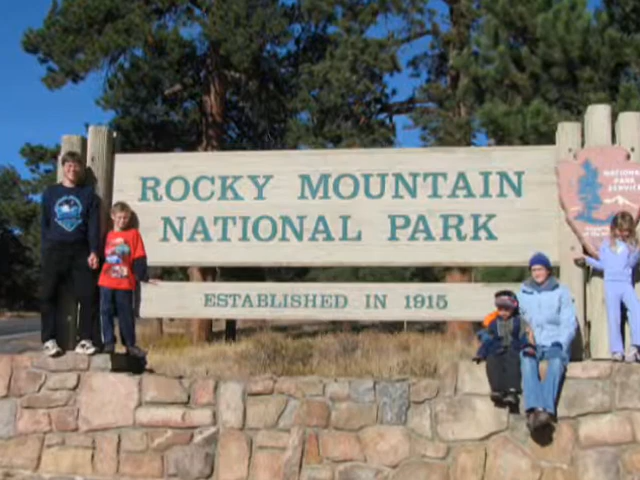 ROCKY MOUNTAIN
NATIONAL PARK
ESTABLISHED IN 1915
NATIONAL
PARK
SERVICE